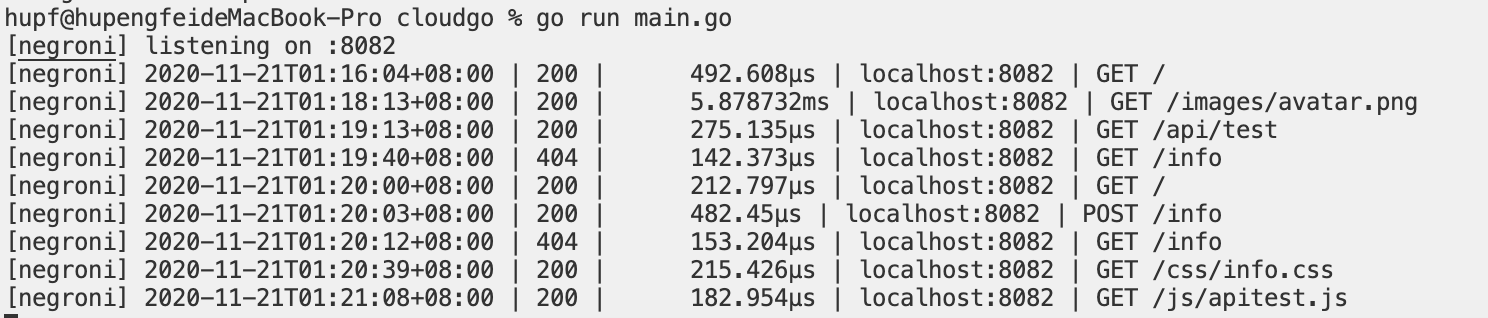 hupf@hupengfeideMacBook-Pro cloudgo % go run main.go
[negroni] listening on :8082
[negroni] 2020-11-21T01:16:04+08:00 | 200 |      492.608µs | localhost:8082 | GET /
[negroni] 2020-11-21T01:18:13+08:00 | 200 |      5.878732ms | localhost:8082 | GET /images/avatar.png
[negroni] 2020-11-21T01:19:13+08:00 | 200 |      275.135µs | localhost:8082 | GET /api/test
[negroni] 2020-11-21T01:19:40+08:00 | 404 |      142.373µs | localhost:8082 | GET /info
[negroni] 2020-11-21T01:20:00+08:00 | 200 |      212.797µs | localhost:8082 | GET /
[negroni] 2020-11-21T01:20:03+08:00 | 200 |      482.45µs | localhost:8082 | POST /info
[negroni] 2020-11-21T01:20:12+08:00 | 404 |      153.204µs | localhost:8082 | GET /info
[negroni] 2020-11-21T01:20:39+08:00 | 200 |      215.426µs | localhost:8082 | GET /css/info.css
[negroni] 2020-11-21T01:21:08+08:00 | 200 |      182.954µs | localhost:8082 | GET /js/apitest.js